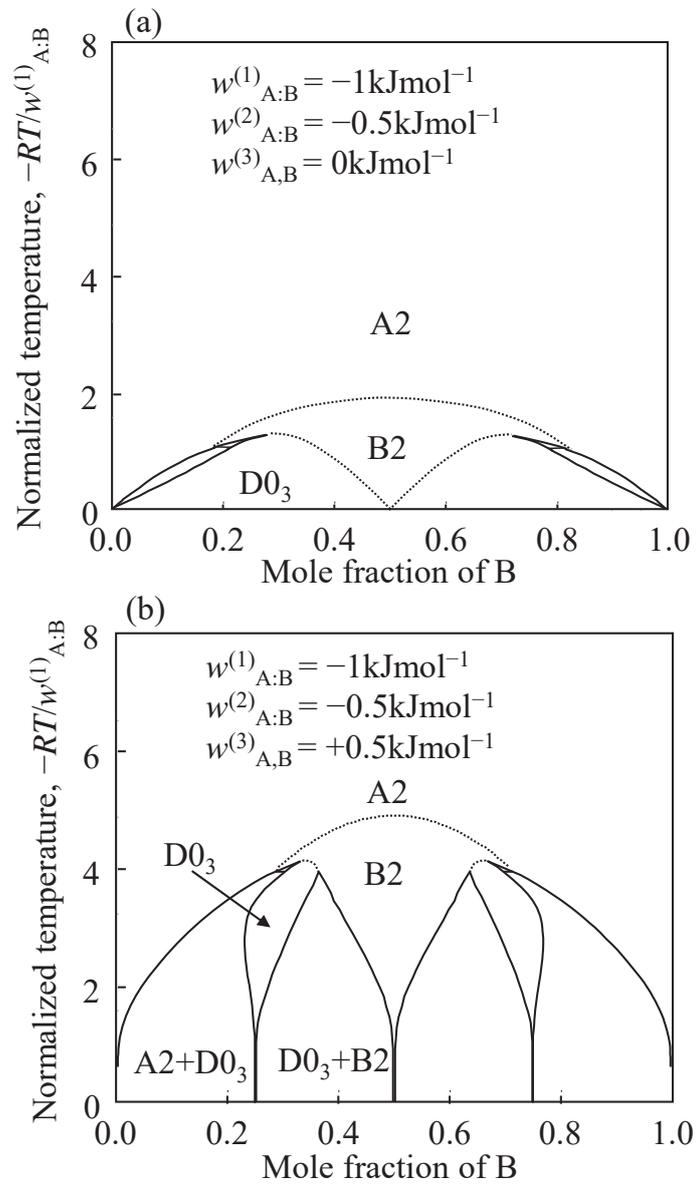 (a)
8
6
4
2
0
Normalized temperature, −RT/w⁽¹⁾A:B
w⁽¹⁾A:B = −1kJmol⁻¹
w⁽²⁾A:B = −0.5kJmol⁻¹
w⁽³⁾A,B = 0kJmol⁻¹
A2
B2
D0₃
0.0 0.2 0.4 0.6 0.8 1.0
Mole fraction of B
(b)
8
6
4
2
0
Normalized temperature, −RT/w⁽¹⁾A:B
w⁽¹⁾A:B = −1kJmol⁻¹
w⁽²⁾A:B = −0.5kJmol⁻¹
w⁽³⁾A,B = +0.5kJmol⁻¹
A2
D0₃
B2
A2+D0₃ D0₃+B2
0.0 0.2 0.4 0.6 0.8 1.0
Mole fraction of B